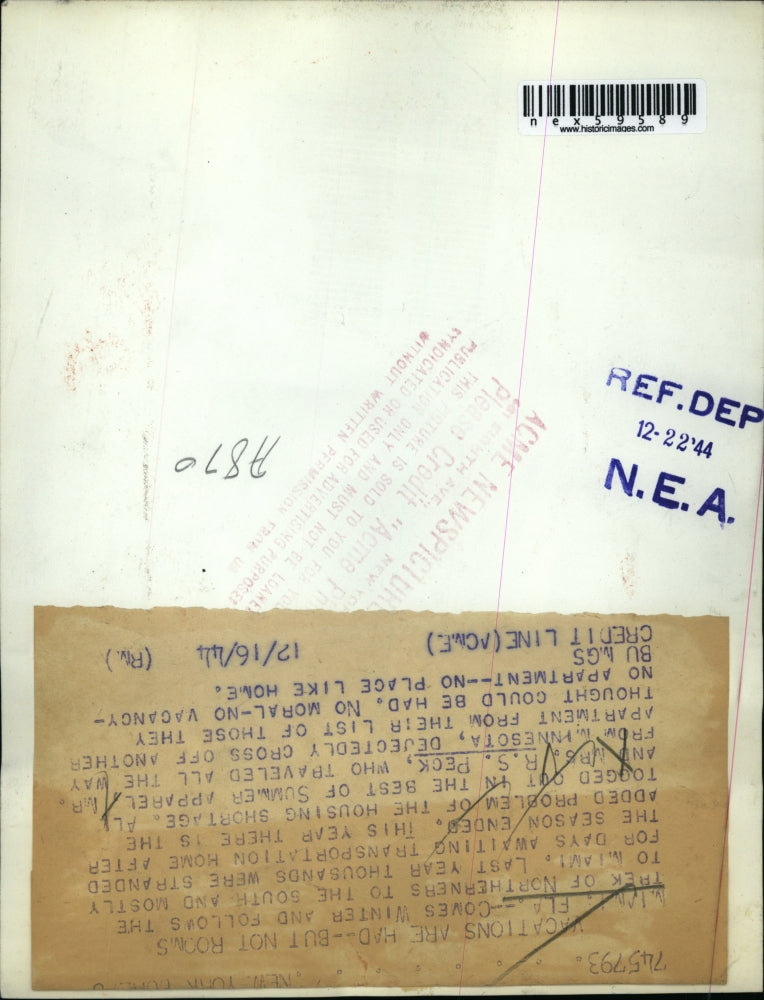 nex59589
www.historicimages.com
REF.DEP
12-22'44
N.E.A.
A870
ACME NEWSPICTURE
EIGHTH AVE.,
Please Credit "Acme
THIS PICTURE IS SOLD TO YOU FOR
PUBLICATION ONLY AND MUST NOT BE LOANED
SYNDICATED OR USED FOR ADVERTISING PURPOSES
WITHOUT WRITTEN PERMISSION FROM US
745793 NEW YORK
VACATIONS ARE HAD--BUT NOT ROOMS
FLA.--COMES WINTER AND FOLLOWS THE
TREK OF NORTHERNERS TO THE SOUTH AND MOSTLY
TO MIAMI. LAST YEAR THOUSANDS WERE STRANDED
FOR DAYS AWAITING TRANSPORTATION HOME AFTER
THE SEASON ENDED. THIS YEAR THERE IS THE
ADDED PROBLEM OF THE HOUSING SHORTAGE. ALL
TOGGED OUT IN THE BEST OF SUMMER APPAREL MR.
AND MRS. R.S. PECK, WHO TRAVELED ALL THE WAY
FROM MINNESOTA, DEJECTEDLY CROSS OFF ANOTHER
APARTMENT FROM THEIR LIST OF THOSE THEY
THOUGHT COULD BE HAD. NO MORAL-NO VACANCY-
NO APARTMENT--NO PLACE LIKE HOME.
BU MGS
CREDIT LINE (ACME) 12/16/44 (RM)